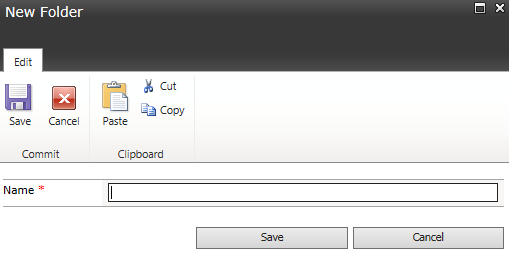 New Folder
Edit
Save
Cancel
Paste
Cut
Copy
Commit
Clipboard
Name *
Save
Cancel